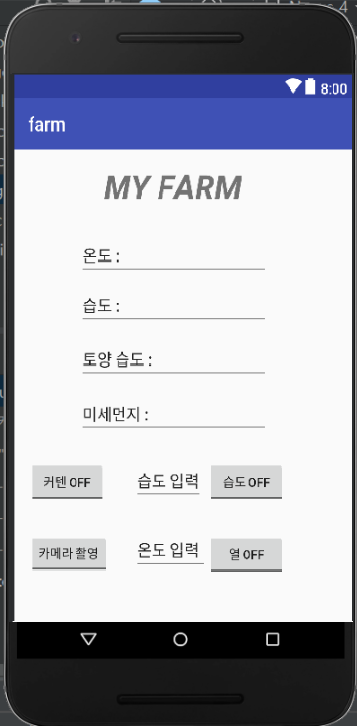 8:00
farm
MY FARM
온도 :
습도 :
토양 습도 :
미세먼지 :
커텐 OFF 습도 입력 습도 OFF
카메라 촬영 온도 입력 열 OFF